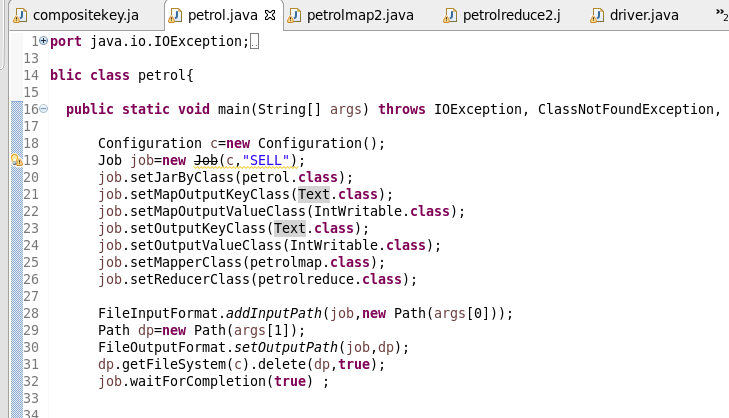 compositekey.ja petrol.java petrolmap2.java petrolreduce2.j driver.java »2
1 port java.io.IOException;
13
14 blic class petrol{
15
16 public static void main(String[] args) throws IOException, ClassNotFoundException,
17
18 Configuration c=new Configuration();
19 Job job=new Job(c,"SELL");
20 job.setJarByClass(petrol.class);
21 job.setMapOutputKeyClass(Text.class);
22 job.setMapOutputValueClass(IntWritable.class);
23 job.setOutputKeyClass(Text.class);
24 job.setOutputValueClass(IntWritable.class);
25 job.setMapperClass(petrolmap.class);
26 job.setReducerClass(petrolreduce.class);
27
28 FileInputFormat.addInputPath(job,new Path(args[0]));
29 Path dp=new Path(args[1]);
30 FileOutputFormat.setOutputPath(job,dp);
31 dp.getFileSystem(c).delete(dp,true);
32 job.waitForCompletion(true) ;
33
34